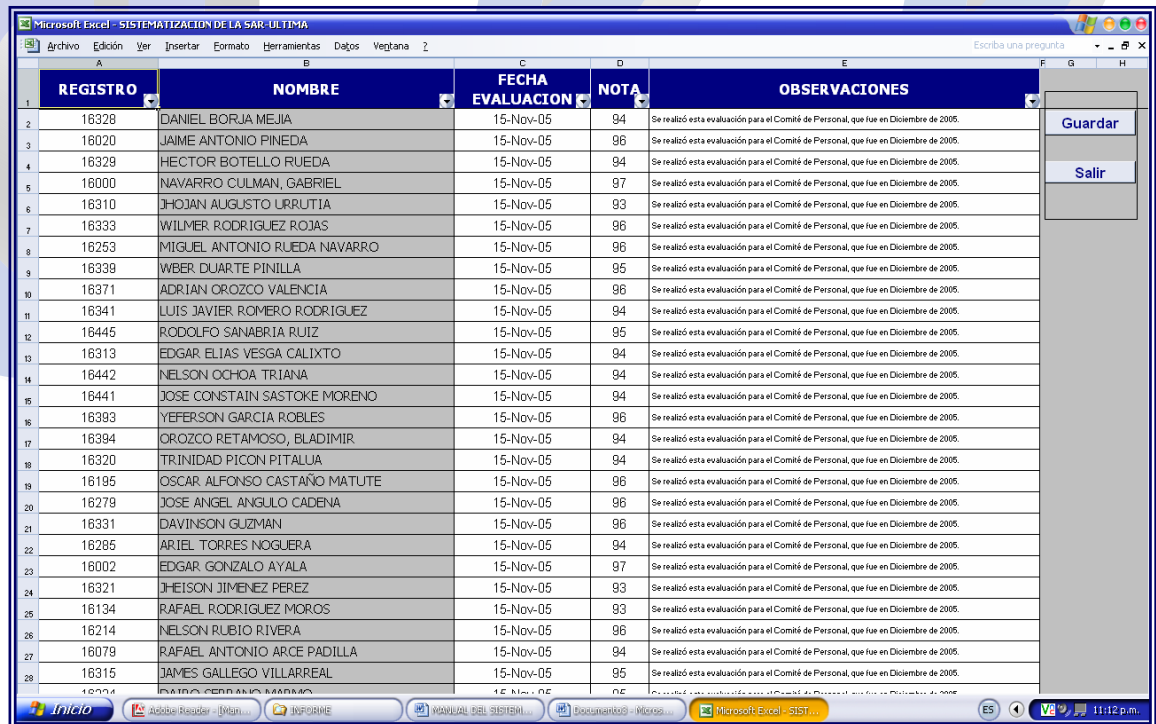 Microsoft Excel - SISTEMATIZACION DE LA SAR-ULTIMA
Archivo Edición Ver Insertar Formato Herramientas Datos Ventana ? Escriba una pregunta
A B C D E F G H
1 REGISTRO NOMBRE FECHA EVALUACION NOTA OBSERVACIONES
2 16328 DANIEL BORJA MEJIA 15-Nov-05 94 Se realizó esta evaluación para el Comité de Personal, que fue en Diciembre de 2005.
Guardar
3 16020 JAIME ANTONIO PINEDA 15-Nov-05 96 Se realizó esta evaluación para el Comité de Personal, que fue en Diciembre de 2005.
4 16329 HECTOR BOTELLO RUEDA 15-Nov-05 94 Se realizó esta evaluación para el Comité de Personal, que fue en Diciembre de 2005.
Salir
5 16000 NAVARRO CULMAN, GABRIEL 15-Nov-05 97 Se realizó esta evaluación para el Comité de Personal, que fue en Diciembre de 2005.
6 16310 JHOJAN AUGUSTO URRUTIA 15-Nov-05 93 Se realizó esta evaluación para el Comité de Personal, que fue en Diciembre de 2005.
7 16333 WILMER RODRIGUEZ ROJAS 15-Nov-05 96 Se realizó esta evaluación para el Comité de Personal, que fue en Diciembre de 2005.
8 16253 MIGUEL ANTONIO RUEDA NAVARRO 15-Nov-05 96 Se realizó esta evaluación para el Comité de Personal, que fue en Diciembre de 2005.
9 16339 WBER DUARTE PINILLA 15-Nov-05 95 Se realizó esta evaluación para el Comité de Personal, que fue en Diciembre de 2005.
10 16371 ADRIAN OROZCO VALENCIA 15-Nov-05 96 Se realizó esta evaluación para el Comité de Personal, que fue en Diciembre de 2005.
11 16341 LUIS JAVIER ROMERO RODRIGUEZ 15-Nov-05 94 Se realizó esta evaluación para el Comité de Personal, que fue en Diciembre de 2005.
12 16445 RODOLFO SANABRIA RUIZ 15-Nov-05 95 Se realizó esta evaluación para el Comité de Personal, que fue en Diciembre de 2005.
13 16313 EDGAR ELIAS VESGA CALIXTO 15-Nov-05 94 Se realizó esta evaluación para el Comité de Personal, que fue en Diciembre de 2005.
14 16442 NELSON OCHOA TRIANA 15-Nov-05 94 Se realizó esta evaluación para el Comité de Personal, que fue en Diciembre de 2005.
15 16441 JOSE CONSTAIN SASTOKE MORENO 15-Nov-05 94 Se realizó esta evaluación para el Comité de Personal, que fue en Diciembre de 2005.
16 16393 YEFERSON GARCIA ROBLES 15-Nov-05 96 Se realizó esta evaluación para el Comité de Personal, que fue en Diciembre de 2005.
17 16394 OROZCO RETAMOSO, BLADIMIR 15-Nov-05 94 Se realizó esta evaluación para el Comité de Personal, que fue en Diciembre de 2005.
18 16320 TRINIDAD PICON PITALUA 15-Nov-05 94 Se realizó esta evaluación para el Comité de Personal, que fue en Diciembre de 2005.
19 16195 OSCAR ALFONSO CASTAÑO MATUTE 15-Nov-05 96 Se realizó esta evaluación para el Comité de Personal, que fue en Diciembre de 2005.
20 16279 JOSE ANGEL ANGULO CADENA 15-Nov-05 96 Se realizó esta evaluación para el Comité de Personal, que fue en Diciembre de 2005.
21 16331 DAVINSON GUZMAN 15-Nov-05 96 Se realizó esta evaluación para el Comité de Personal, que fue en Diciembre de 2005.
22 16285 ARIEL TORRES NOGUERA 15-Nov-05 94 Se realizó esta evaluación para el Comité de Personal, que fue en Diciembre de 2005.
23 16002 EDGAR GONZALO AYALA 15-Nov-05 97 Se realizó esta evaluación para el Comité de Personal, que fue en Diciembre de 2005.
24 16321 JHEISON JIMENEZ PEREZ 15-Nov-05 93 Se realizó esta evaluación para el Comité de Personal, que fue en Diciembre de 2005.
25 16134 RAFAEL RODRIGUEZ MOROS 15-Nov-05 93 Se realizó esta evaluación para el Comité de Personal, que fue en Diciembre de 2005.
26 16214 NELSON RUBIO RIVERA 15-Nov-05 96 Se realizó esta evaluación para el Comité de Personal, que fue en Diciembre de 2005.
27 16079 RAFAEL ANTONIO ARCE PADILLA 15-Nov-05 94 Se realizó esta evaluación para el Comité de Personal, que fue en Diciembre de 2005.
28 16315 JAMES GALLEGO VILLARREAL 15-Nov-05 95 Se realizó esta evaluación para el Comité de Personal, que fue en Diciembre de 2005.
Inicio Adobe Reader - [Man... INFORME MANUAL DEL SISTEM... Documento3 - Micros... Microsoft Excel - SIST... ES 11:12 p.m.